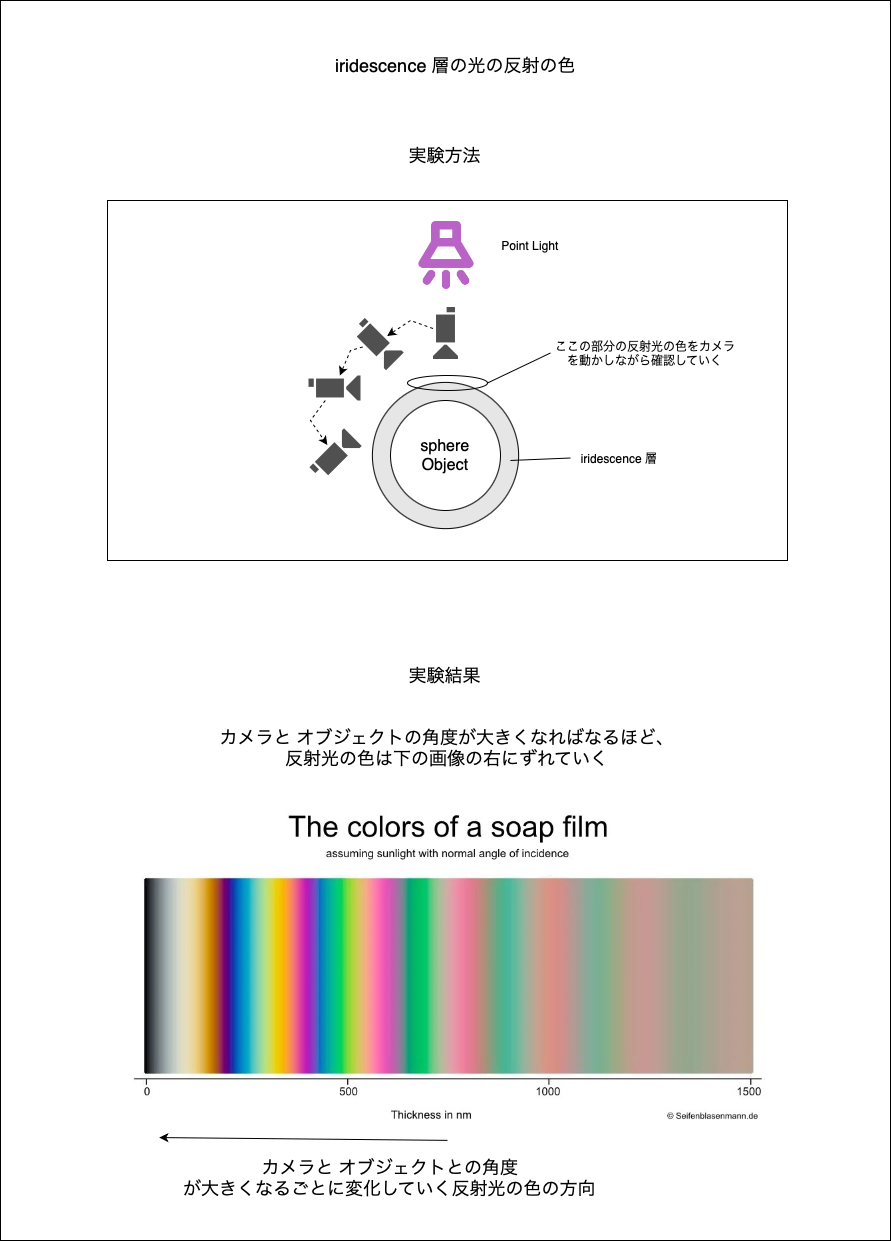 iridescence 層の光の反射の色
実験方法
Point Light
ここの部分の反射光の色をカメラ
を動かしながら確認していく
sphere
Object
iridescence 層
実験結果
カメラと オブジェクトの角度が大きくなればなるほど、
反射光の色は下の画像の右にずれていく
The colors of a soap film
assuming sunlight with normal angle of incidence
0 500 1000 1500
Thickness in nm
© Seifenblasenmann.de
カメラと オブジェクトとの角度
が大きくなるごとに変化していく反射光の色の方向